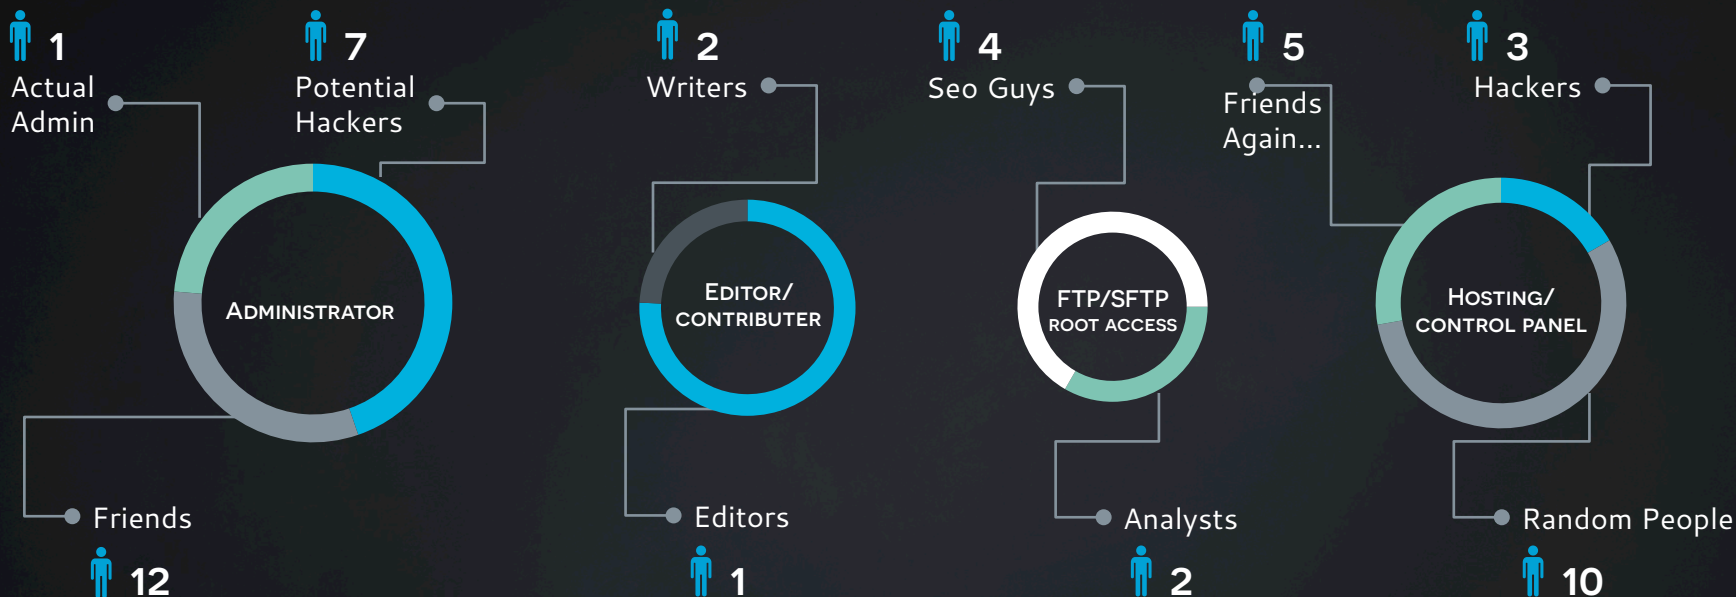 1
Actual
Admin
7
Potential
Hackers
2
Writers
4
Seo Guys
5
Friends
Again...
3
Hackers
Administrator
Editor/
contributer
FTP/SFTP
root access
Hosting/
control panel
Friends
12
Editors
1
Analysts
2
Random People
10